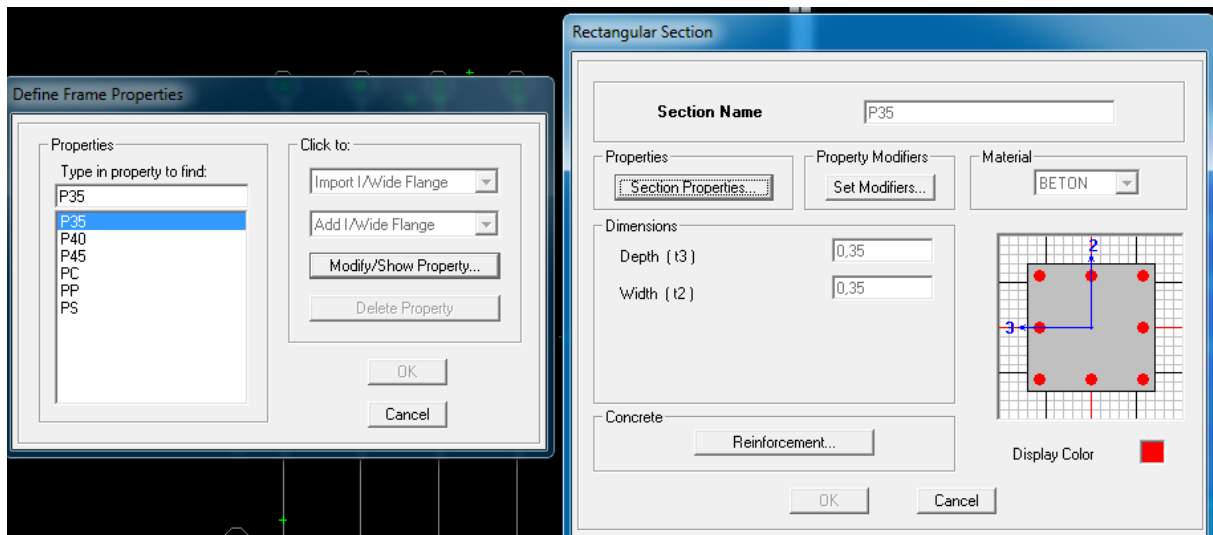 Define Frame Properties
Properties
Type in property to find:
P35
P35
P40
P45
PC
PP
PS
Click to:
Import I/Wide Flange
Add I/Wide Flange
Modify/Show Property...
Delete Property
OK
Cancel
Rectangular Section
Section Name P35
Properties
Section Properties...
Property Modifiers
Set Modifiers...
Material
BETON
Dimensions
Depth ( t3 ) 0,35
Width ( t2 ) 0,35
2
3
Concrete
Reinforcement...
Display Color
OK
Cancel